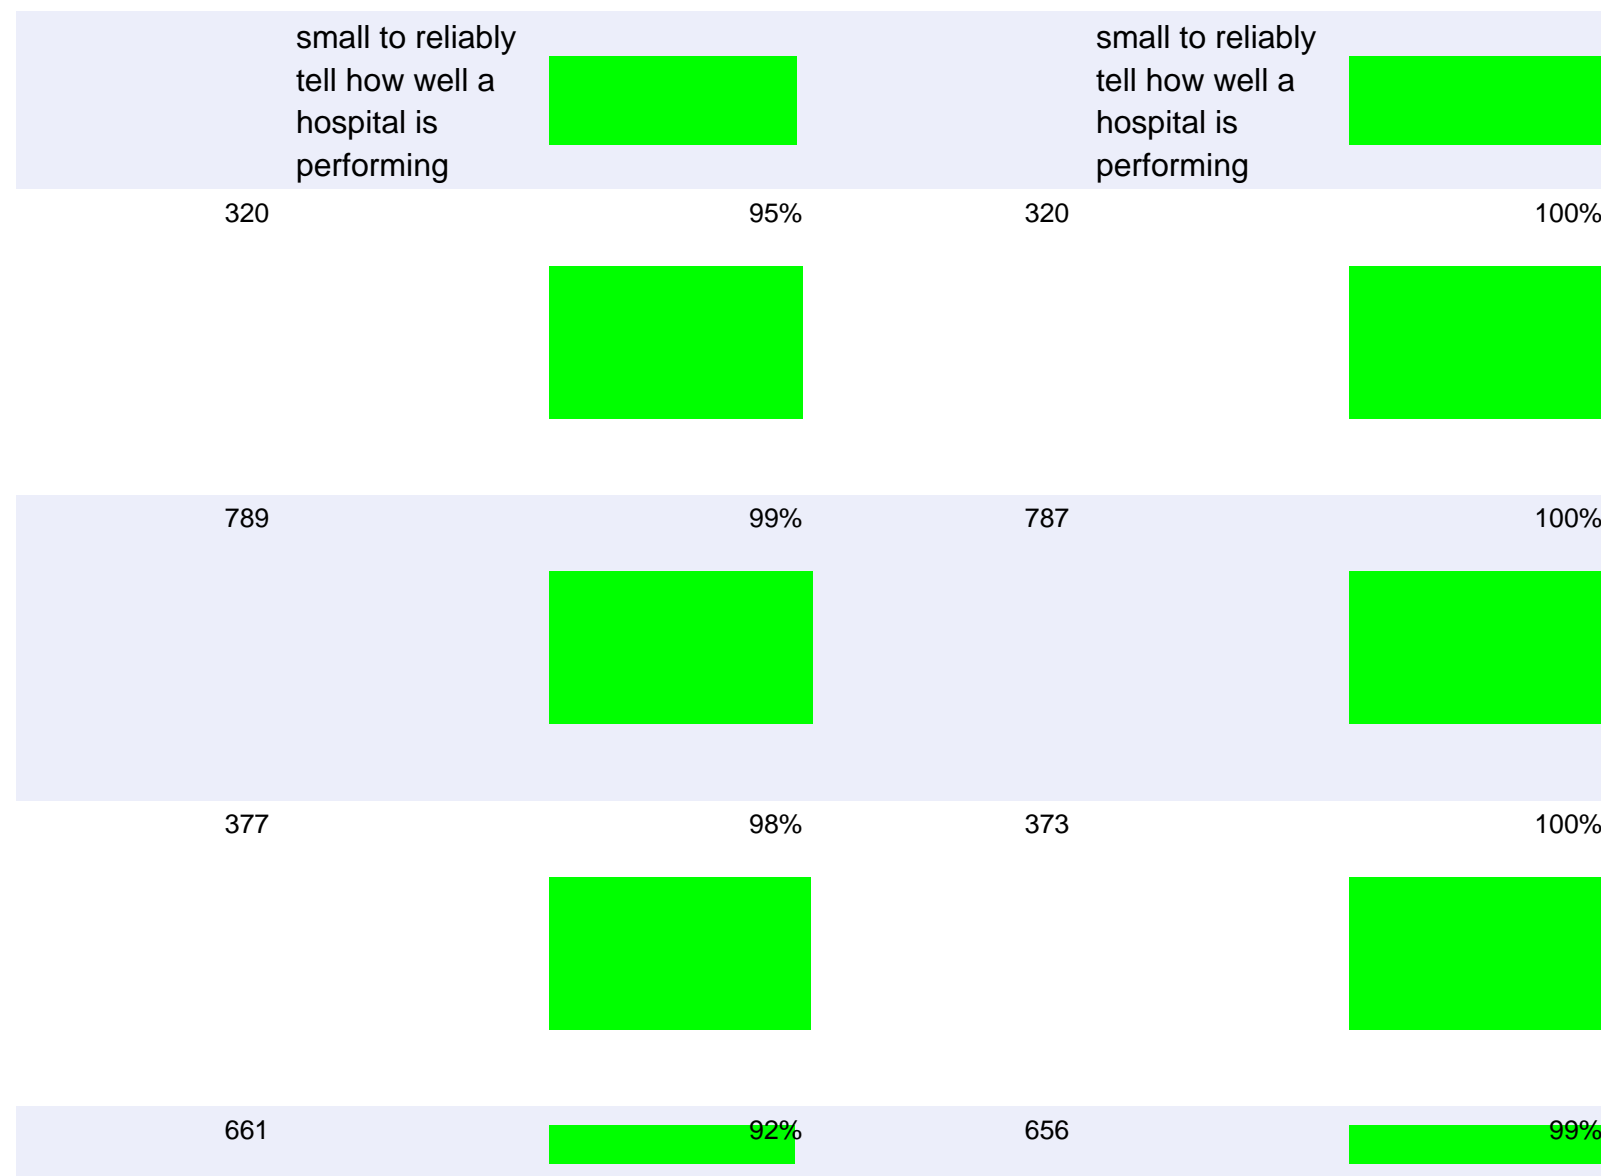 small to reliably small to reliably
tell how well a tell how well a
hospital is hospital is
performing performing
320 95% 320 100%
789 99% 787 100%
377 98% 373 100%
661 92% 656 99%